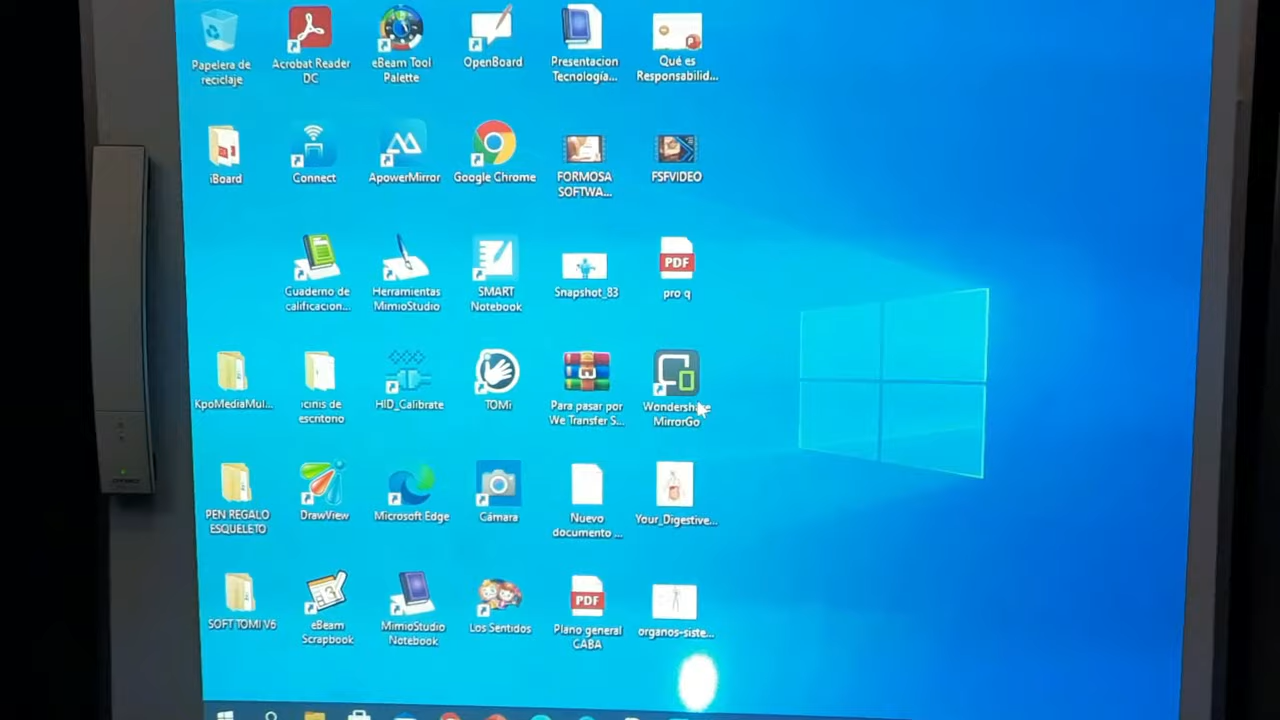 Papelera de
reciclaje
Acrobat Reader
DC
eBeam Tool
Palette
OpenBoard
Presentacion
Tecnología...
Qué es
Responsabilid...
iBoard
Connect
ApowerMirror
Google Chrome
FORMOSA
SOFTWA...
FSFVIDEO
Cuaderno de
calificacion...
Herramientas
MimioStudio
SMART
Notebook
Snapshot_83
PDF
pro q
KpoMediaMul...
de
escritorio
HID_Calibrate
TOMi
Para pasar por
We Transfer S...
Wondershare
MirrorGo
PEN REGALO
ESQUELETO
DrawView
Microsoft Edge
Cámara
Nuevo
documento ...
Your_Digestive...
SOFT TOMI V6
eBeam
Scrapbook
MimioStudio
Notebook
Los Sentidos
PDF
Plano general
CABA
organos-siste...